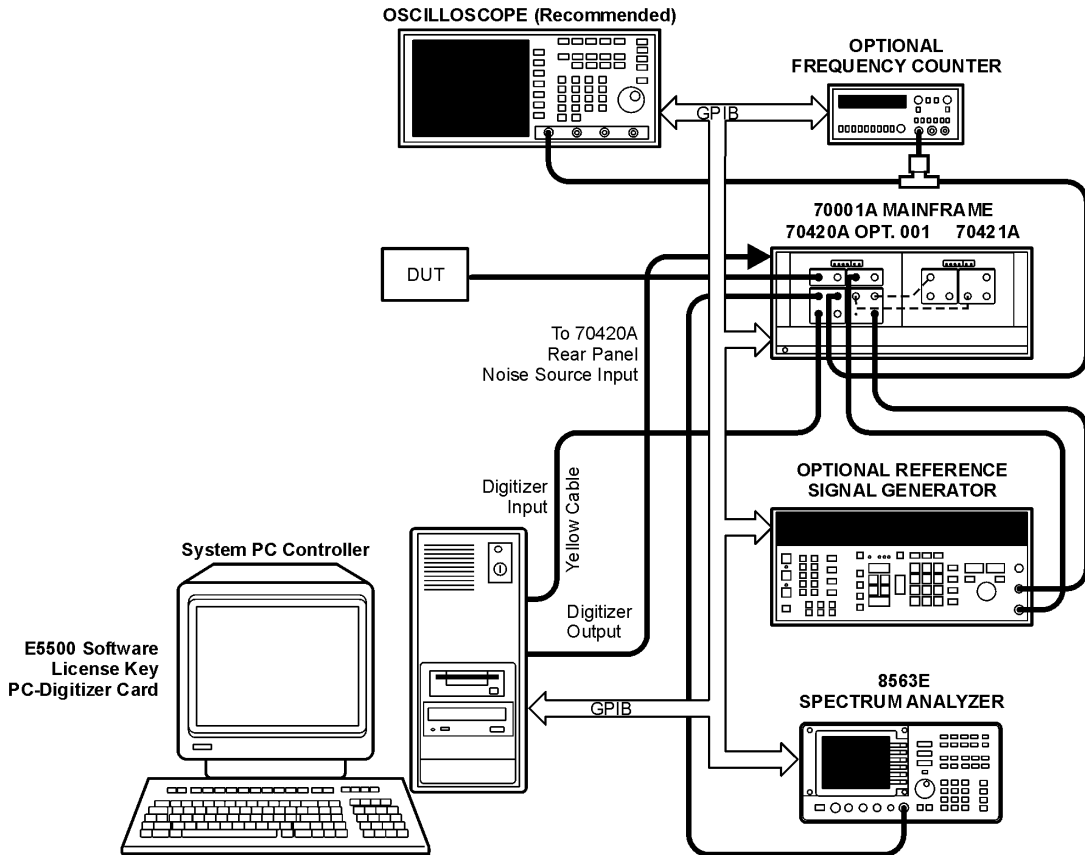 OSCILLOSCOPE (Recommended)
OPTIONAL
FREQUENCY COUNTER
GPIB
70001A MAINFRAME
70420A OPT. 001 70421A
DUT
To 70420A
Rear Panel
Noise Source Input
OPTIONAL REFERENCE
SIGNAL GENERATOR
Digitizer
Input
Yellow Cable
System PC Controller
Digitizer
Output
E5500 Software
License Key
PC-Digitizer Card
GPIB
8563E
SPECTRUM ANALYZER